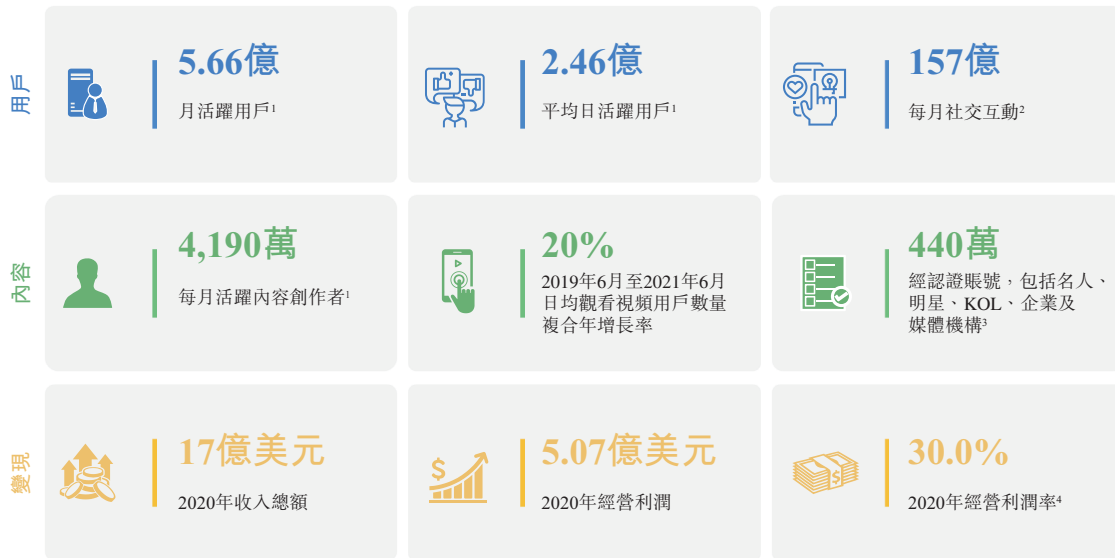 用戶
5.66億
月活躍用戶1
2.46億
平均日活躍用戶1
157億
每月社交互動2
內容
4,190萬
每月活躍內容創作者1
20%
2019年6月至2021年6月
日均觀看視頻用戶數量
複合年增長率
440萬
經認證賬號，包括名人、
明星、KOL、企業及
媒體機構3
變現
17億美元
2020年收入總額
5.07億美元
2020年經營利潤
30.0%
2020年經營利潤率4